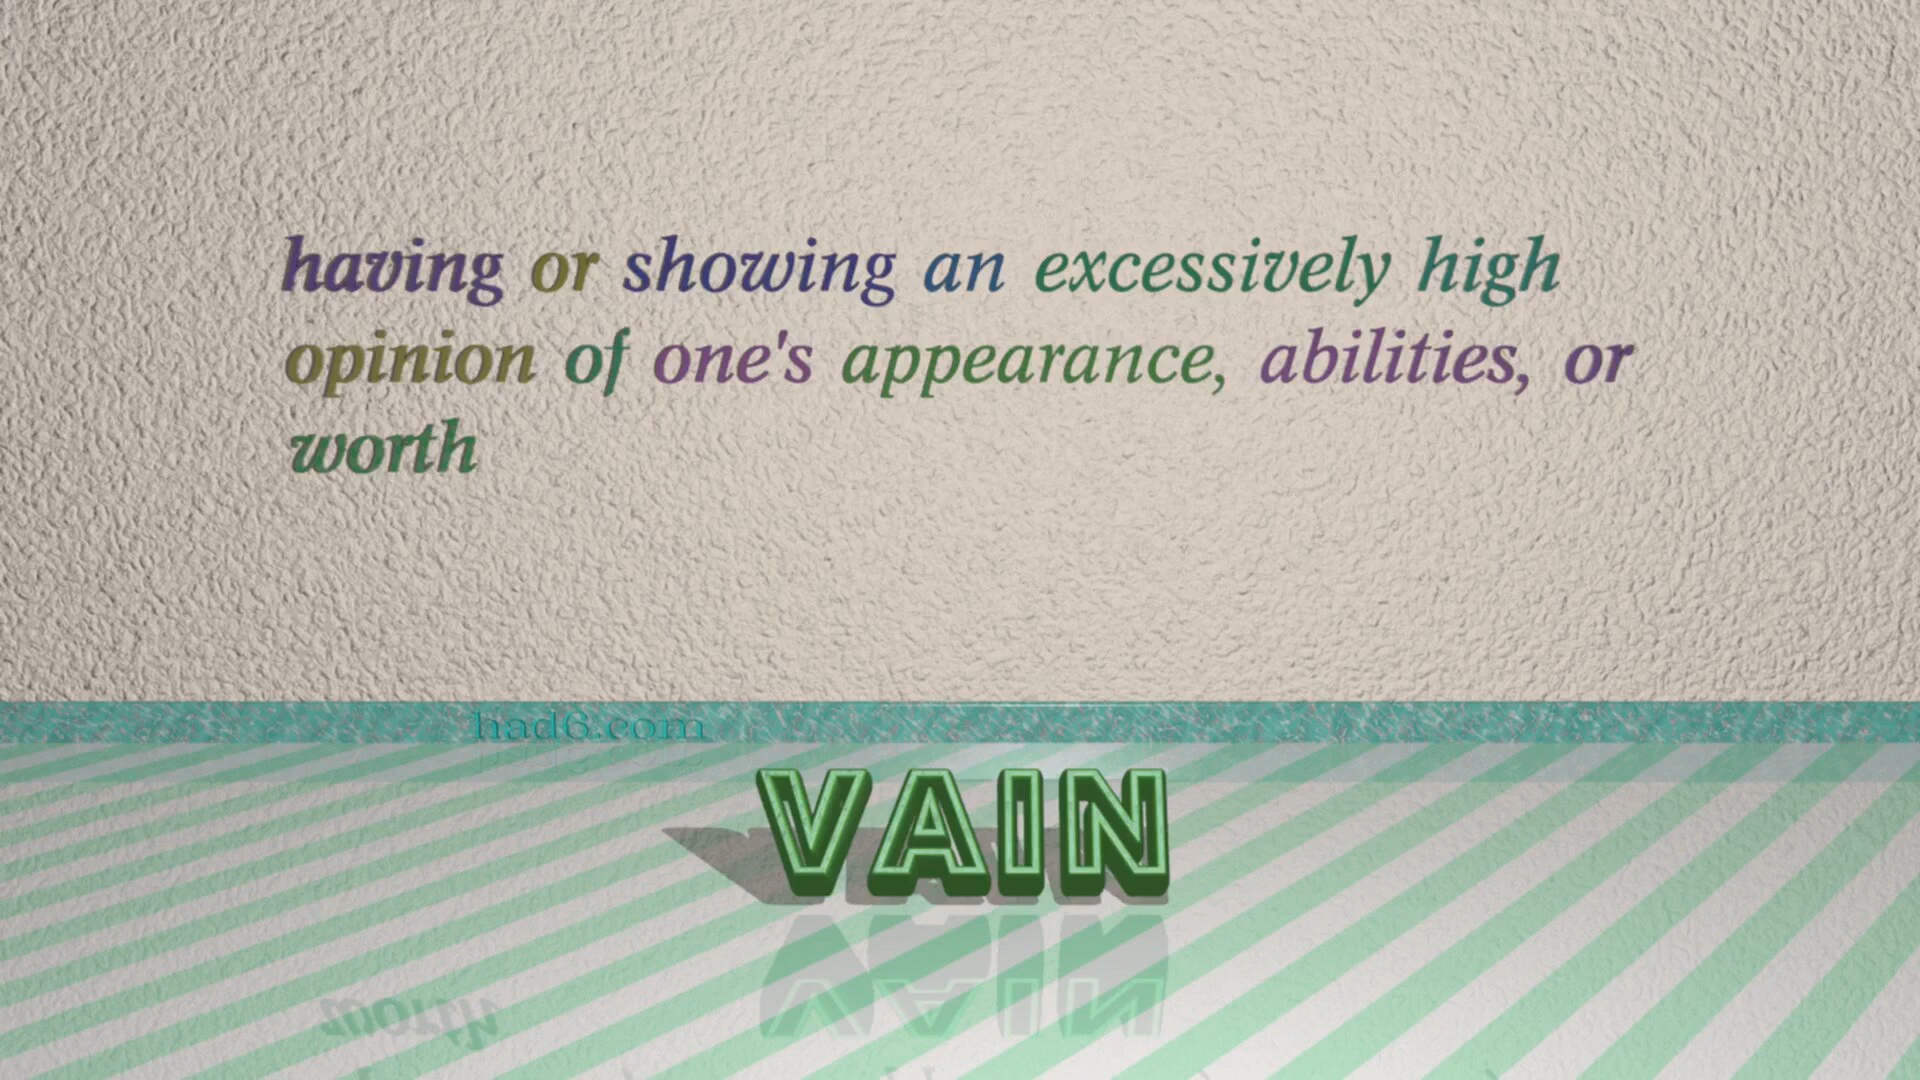 having or showing an excessively high
opinion of one's appearance, abilities, or
worth
had6.com
VAIN